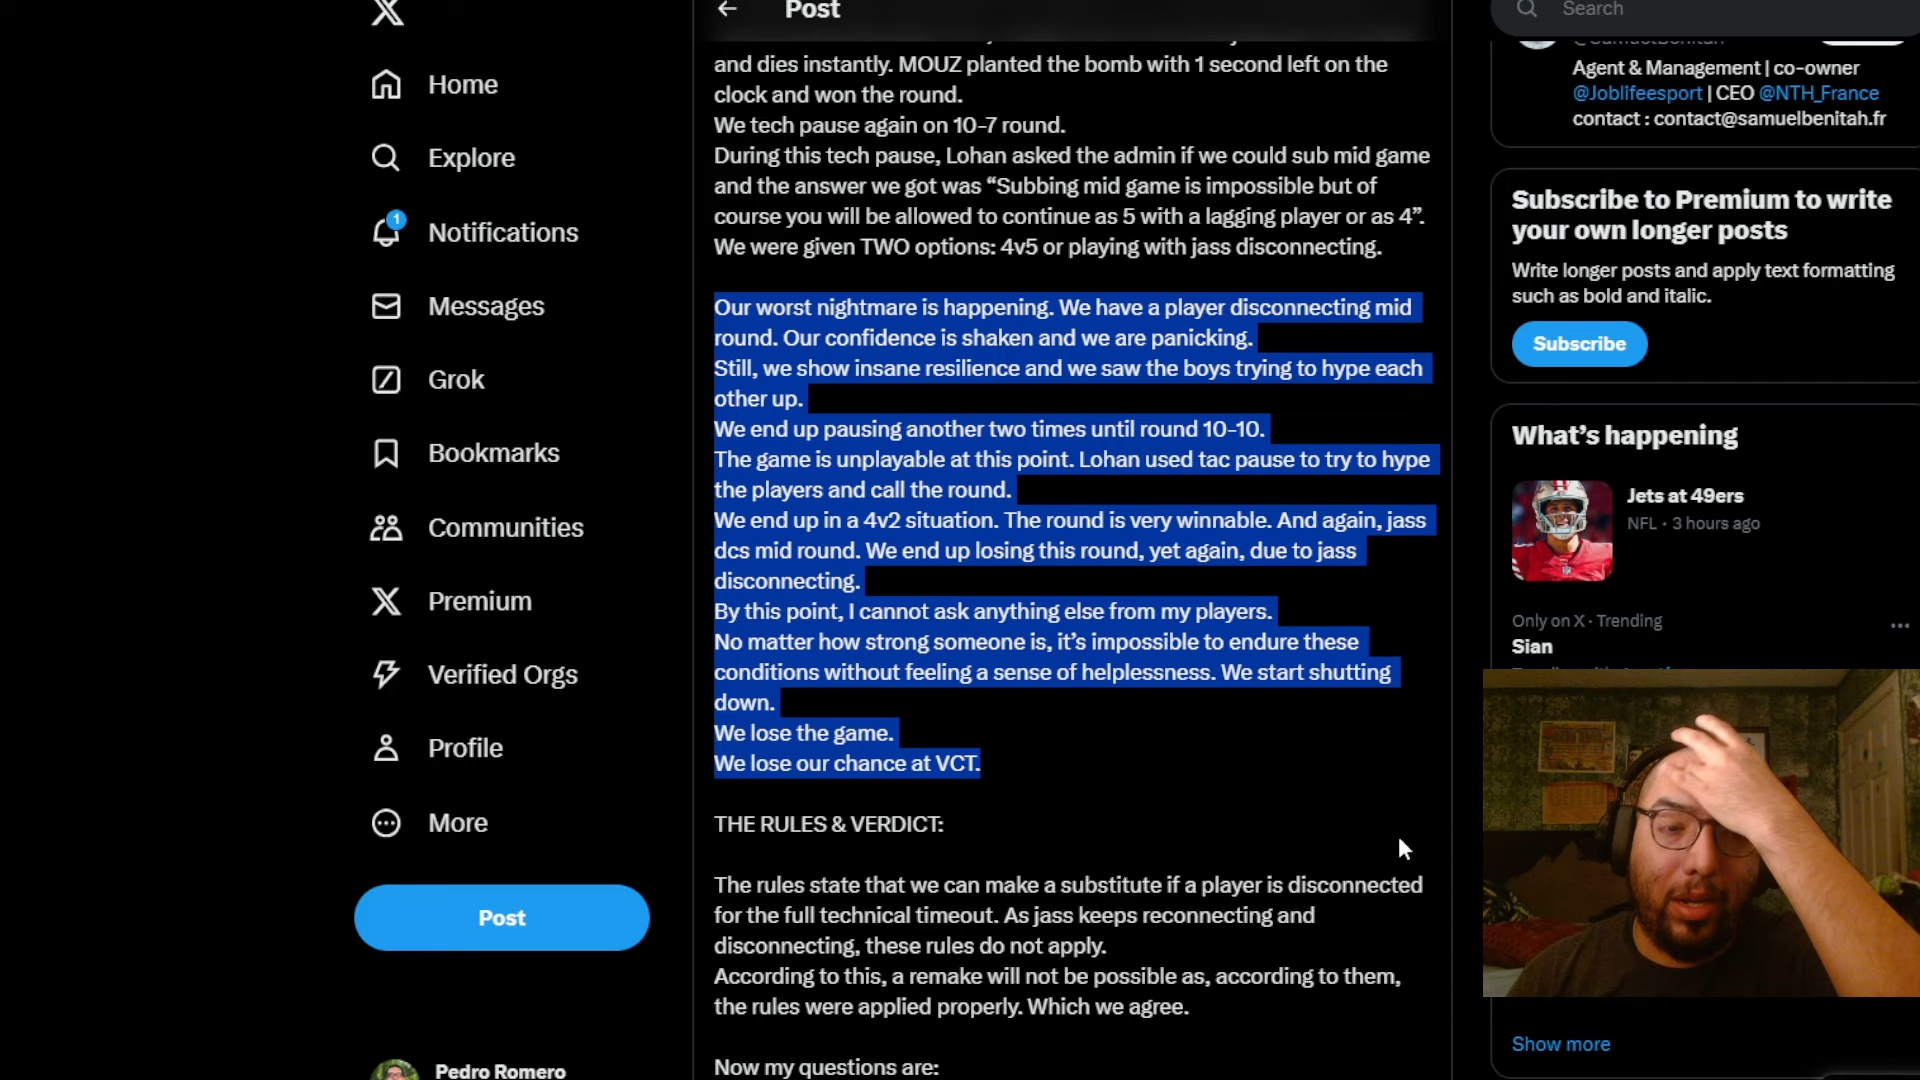 Home
Explore
1
Notifications
Messages
Grok
Bookmarks
Communities
Premium
Verified Orgs
Profile
More
Post
Pedro Romero
Post
and dies instantly. MOUZ planted the bomb with 1 second left on the
clock and won the round.
We tech pause again on 10-7 round.
During this tech pause, Lohan asked the admin if we could sub mid game
and the answer we got was “Subbing mid game is impossible but of
course you will be allowed to continue as 5 with a lagging player or as 4”.
We were given TWO options: 4v5 or playing with jass disconnecting.
Our worst nightmare is happening. We have a player disconnecting mid
round. Our confidence is shaken and we are panicking.
Still, we show insane resilience and we saw the boys trying to hype each
other up.
We end up pausing another two times until round 10-10.
The game is unplayable at this point. Lohan used tac pause to try to hype
the players and call the round.
We end up in a 4v2 situation. The round is very winnable. And again, jass
dcs mid round. We end up losing this round, yet again, due to jass
disconnecting.
By this point, I cannot ask anything else from my players.
No matter how strong someone is, it’s impossible to endure these
conditions without feeling a sense of helplessness. We start shutting
down.
We lose the game.
We lose our chance at VCT.
THE RULES & VERDICT:
The rules state that we can make a substitute if a player is disconnected
for the full technical timeout. As jass keeps reconnecting and
disconnecting, these rules do not apply.
According to this, a remake will not be possible as, according to them,
the rules were applied properly. Which we agree.
Now my questions are:
Search
Agent & Management | co-owner
@Joblifeesport | CEO @NTH_France
contact : contact@samuelbenitah.fr
Subscribe to Premium to write
your own longer posts
Write longer posts and apply text formatting
such as bold and italic.
Subscribe
What’s happening
Jets at 49ers
NFL · 3 hours ago
Only on X · Trending
Sian
Show more